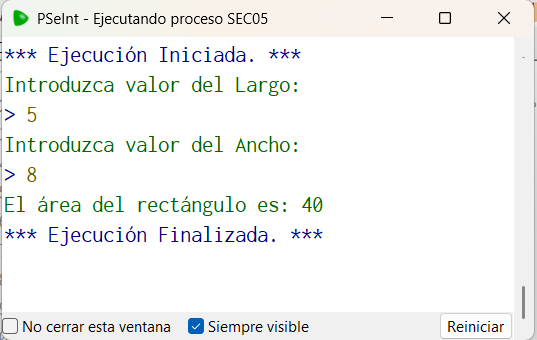 PSeInt - Ejecutando proceso SEC05
*** Ejecución Iniciada. ***
Introduzca valor del Largo:
> 5
Introduzca valor del Ancho:
> 8
El área del rectángulo es: 40
*** Ejecución Finalizada. ***
No cerrar esta ventana
Siempre visible
Reiniciar